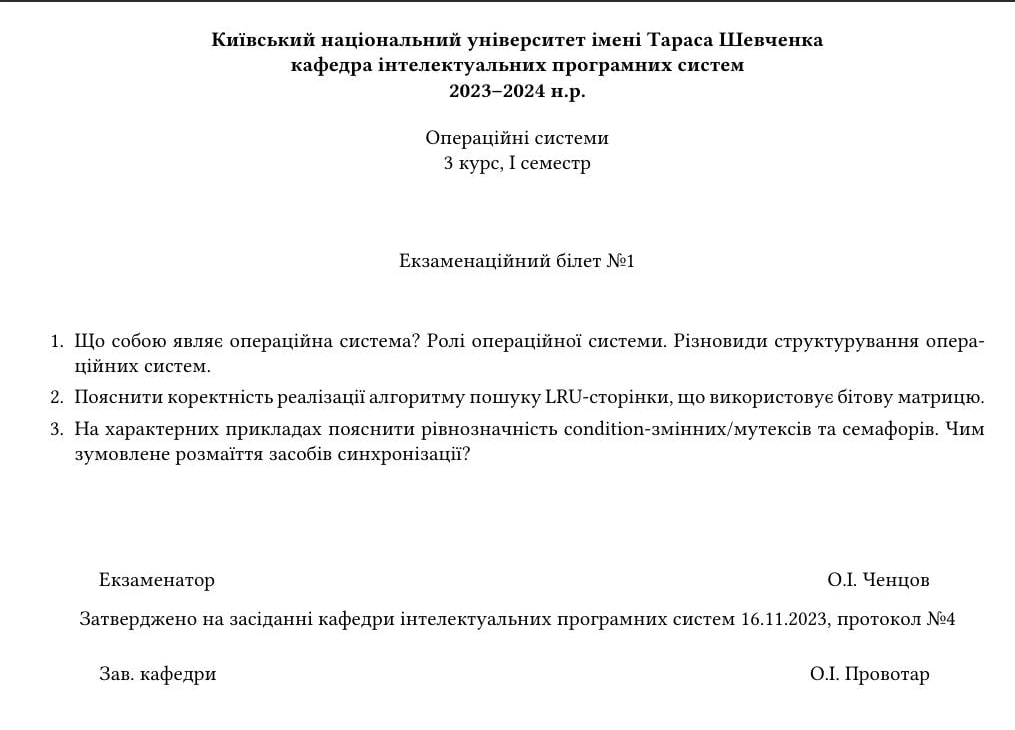 Київський національний університет імені Тараса Шевченка
кафедра інтелектуальних програмних систем
2023–2024 н.р.
Операційні системи
3 курс, I семестр
Екзаменаційний білет №1
1. Що собою являє операційна система? Ролі операційної системи. Різновиди структурування опера-
ційних систем.
2. Пояснити коректність реалізації алгоритму пошуку LRU-сторінки, що використовує бітову матрицю.
3. На характерних прикладах пояснити рівнозначність condition-змінних/мутексів та семафорів. Чим
зумовлене розмаїття засобів синхронізації?
Екзаменатор О.І. Ченцов
Затверджено на засіданні кафедри інтелектуальних програмних систем 16.11.2023, протокол №4
Зав. кафедри О.І. Провотар